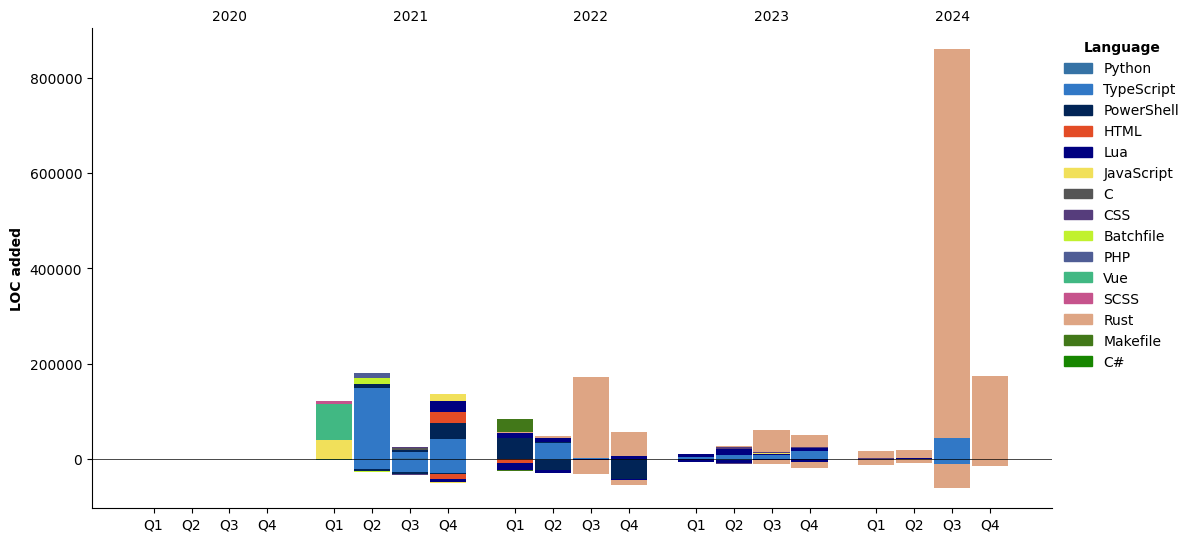 2020 2021 2022 2023 2024
LOC added
800000
600000
400000
200000
0
Q1 Q2 Q3 Q4 Q1 Q2 Q3 Q4 Q1 Q2 Q3 Q4 Q1 Q2 Q3 Q4 Q1 Q2 Q3 Q4
Language
Python
TypeScript
PowerShell
HTML
Lua
JavaScript
C
CSS
Batchfile
PHP
Vue
SCSS
Rust
Makefile
C#